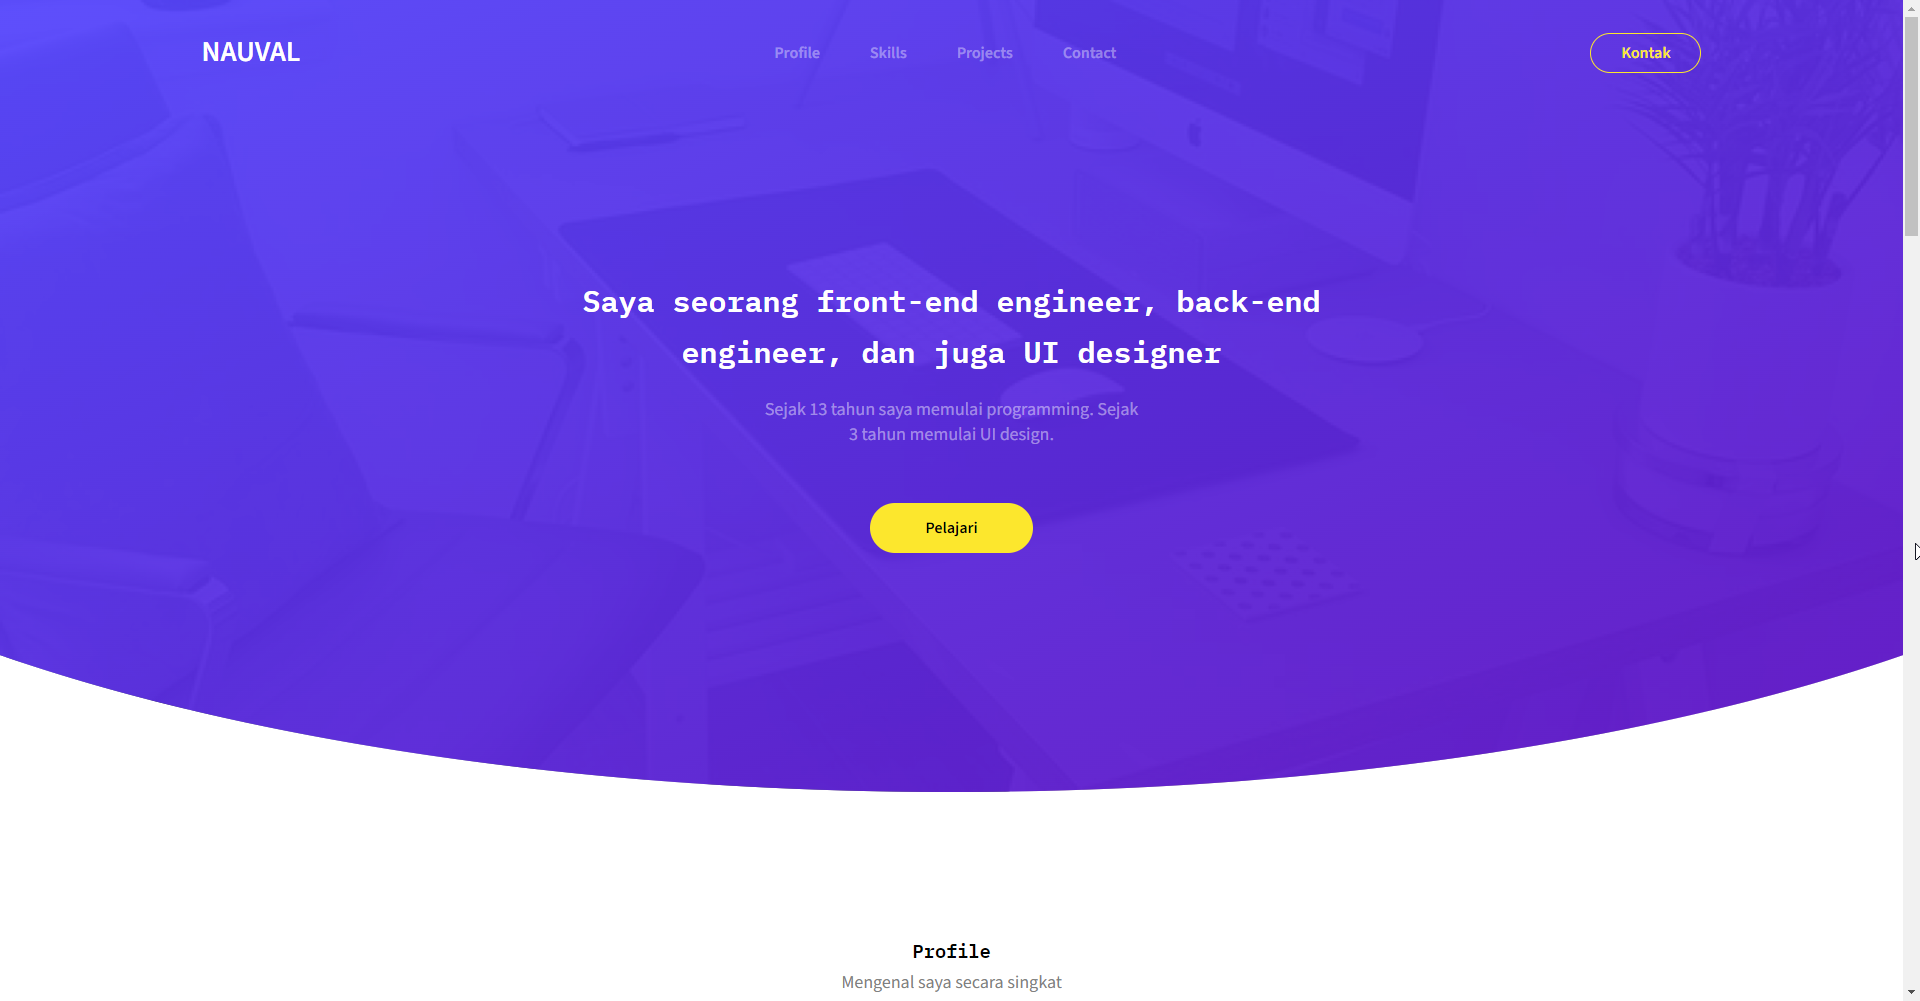 NAUVAL
Profile
Skills
Projects
Contact
Kontak
Saya seorang front-end engineer, back-end
engineer, dan juga UI designer
Sejak 13 tahun saya memulai programming. Sejak
3 tahun memulai UI design.
Pelajari
Profile
Mengenal saya secara singkat